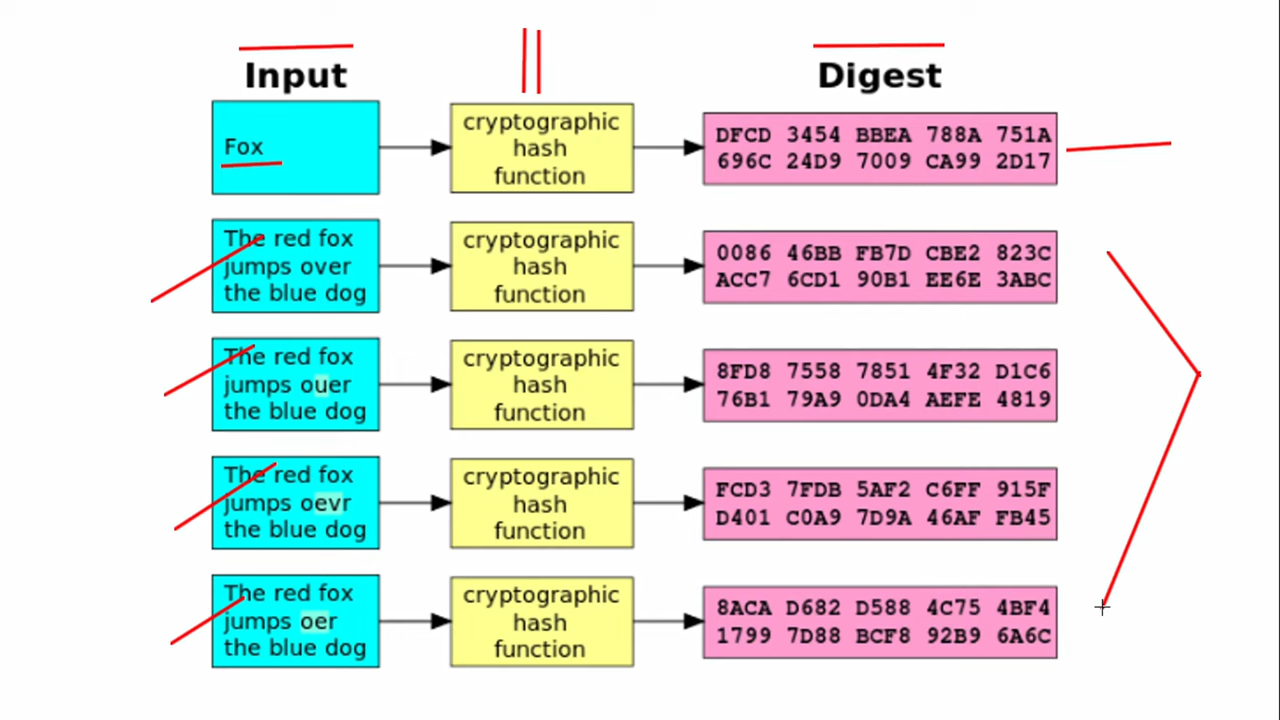 Input
Digest
Fox
cryptographic
hash
function
DFCD 3454 BBEA 788A 751A
696C 24D9 7009 CA99 2D17
The red fox
jumps over
the blue dog
cryptographic
hash
function
0086 46BB FB7D CBE2 823C
ACC7 6CD1 90B1 EE6E 3ABC
The red fox
jumps ouer
the blue dog
cryptographic
hash
function
8FD8 7558 7851 4F32 D1C6
76B1 79A9 0DA4 AEFE 4819
The red fox
jumps oevr
the blue dog
cryptographic
hash
function
FCD3 7FDB 5AF2 C6FF 915F
D401 C0A9 7D9A 46AF FB45
The red fox
jumps oer
the blue dog
cryptographic
hash
function
8ACA D682 D588 4C75 4BF4
1799 7D88 BCF8 92B9 6A6C